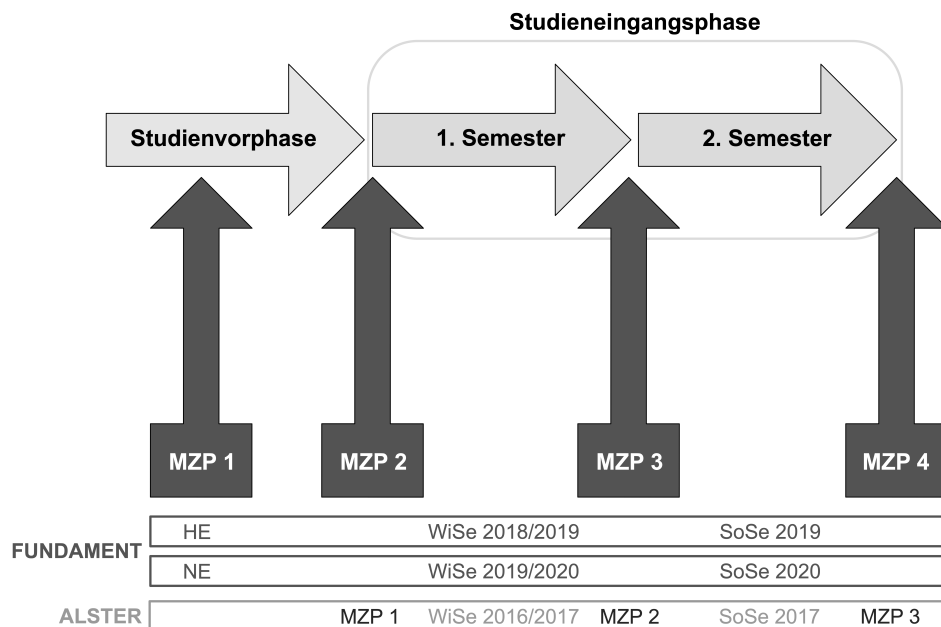 Studieneingangsphase
Studienvorphase 1. Semester 2. Semester
MZP 1 MZP 2 MZP 3 MZP 4
FUNDAMENT
HE WiSe 2018/2019 SoSe 2019
NE WiSe 2019/2020 SoSe 2020
ALSTER MZP 1 WiSe 2016/2017 MZP 2 SoSe 2017 MZP 3